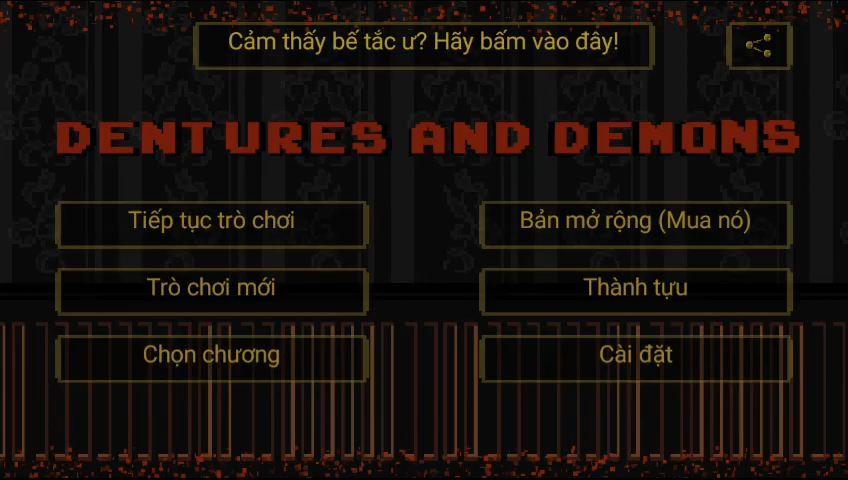 Cảm thấy bế tắc ư? Hãy bấm vào đây!
DENTURES AND DEMONS
Tiếp tục trò chơi
Bản mở rộng (Mua nó)
Trò chơi mới
Thành tựu
Chọn chương
Cài đặt